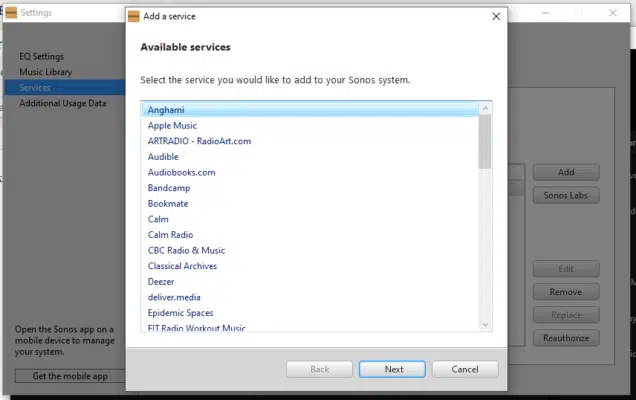 Settings
Add a service
EQ Settings
Music Library
Services
Additional Usage Data
Available services
Select the service you would like to add to your Sonos system.
Anghami
Apple Music
ARTRADIO - RadioArt.com
Audible
Audiobooks.com
Bandcamp
Bookmate
Calm
Calm Radio
CBC Radio & Music
Classical Archives
Deezer
deliver.media
Epidemic Spaces
FIT Radio Workout Music
Add
Sonos Labs
Edit
Remove
Replace
Reauthorize
Open the Sonos app on a
mobile device to manage
your system.
Get the mobile app
Back
Next
Cancel